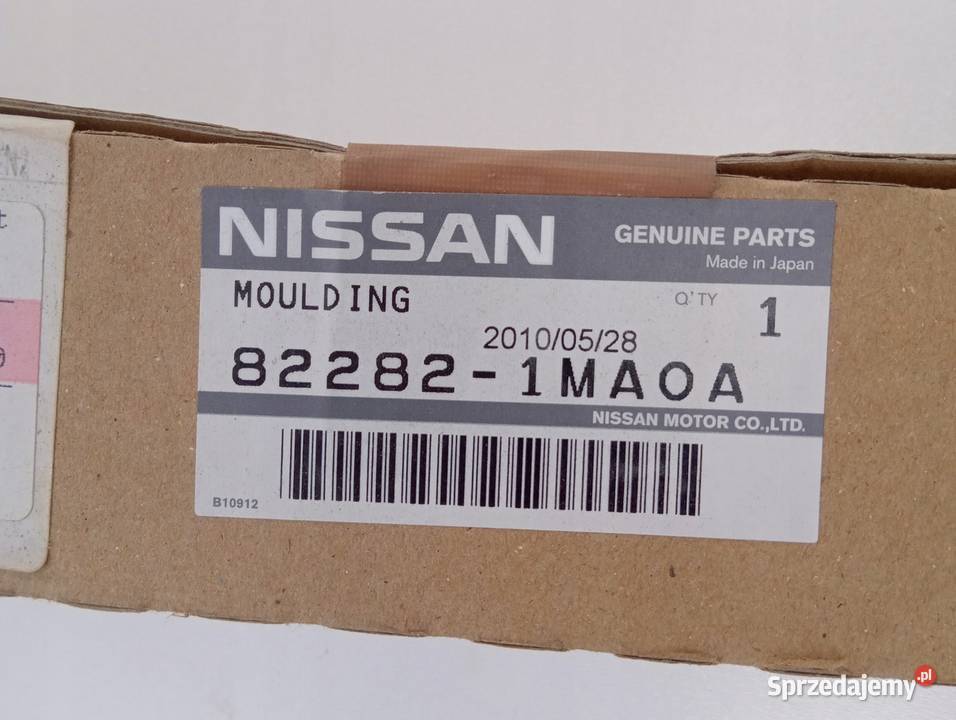 NISSAN
GENUINE PARTS
Made in Japan
MOULDING
Q'TY 1
2010/05/28
82282-1MA0A
NISSAN MOTOR CO.,LTD.
B10912
Sprzedajemy.pl